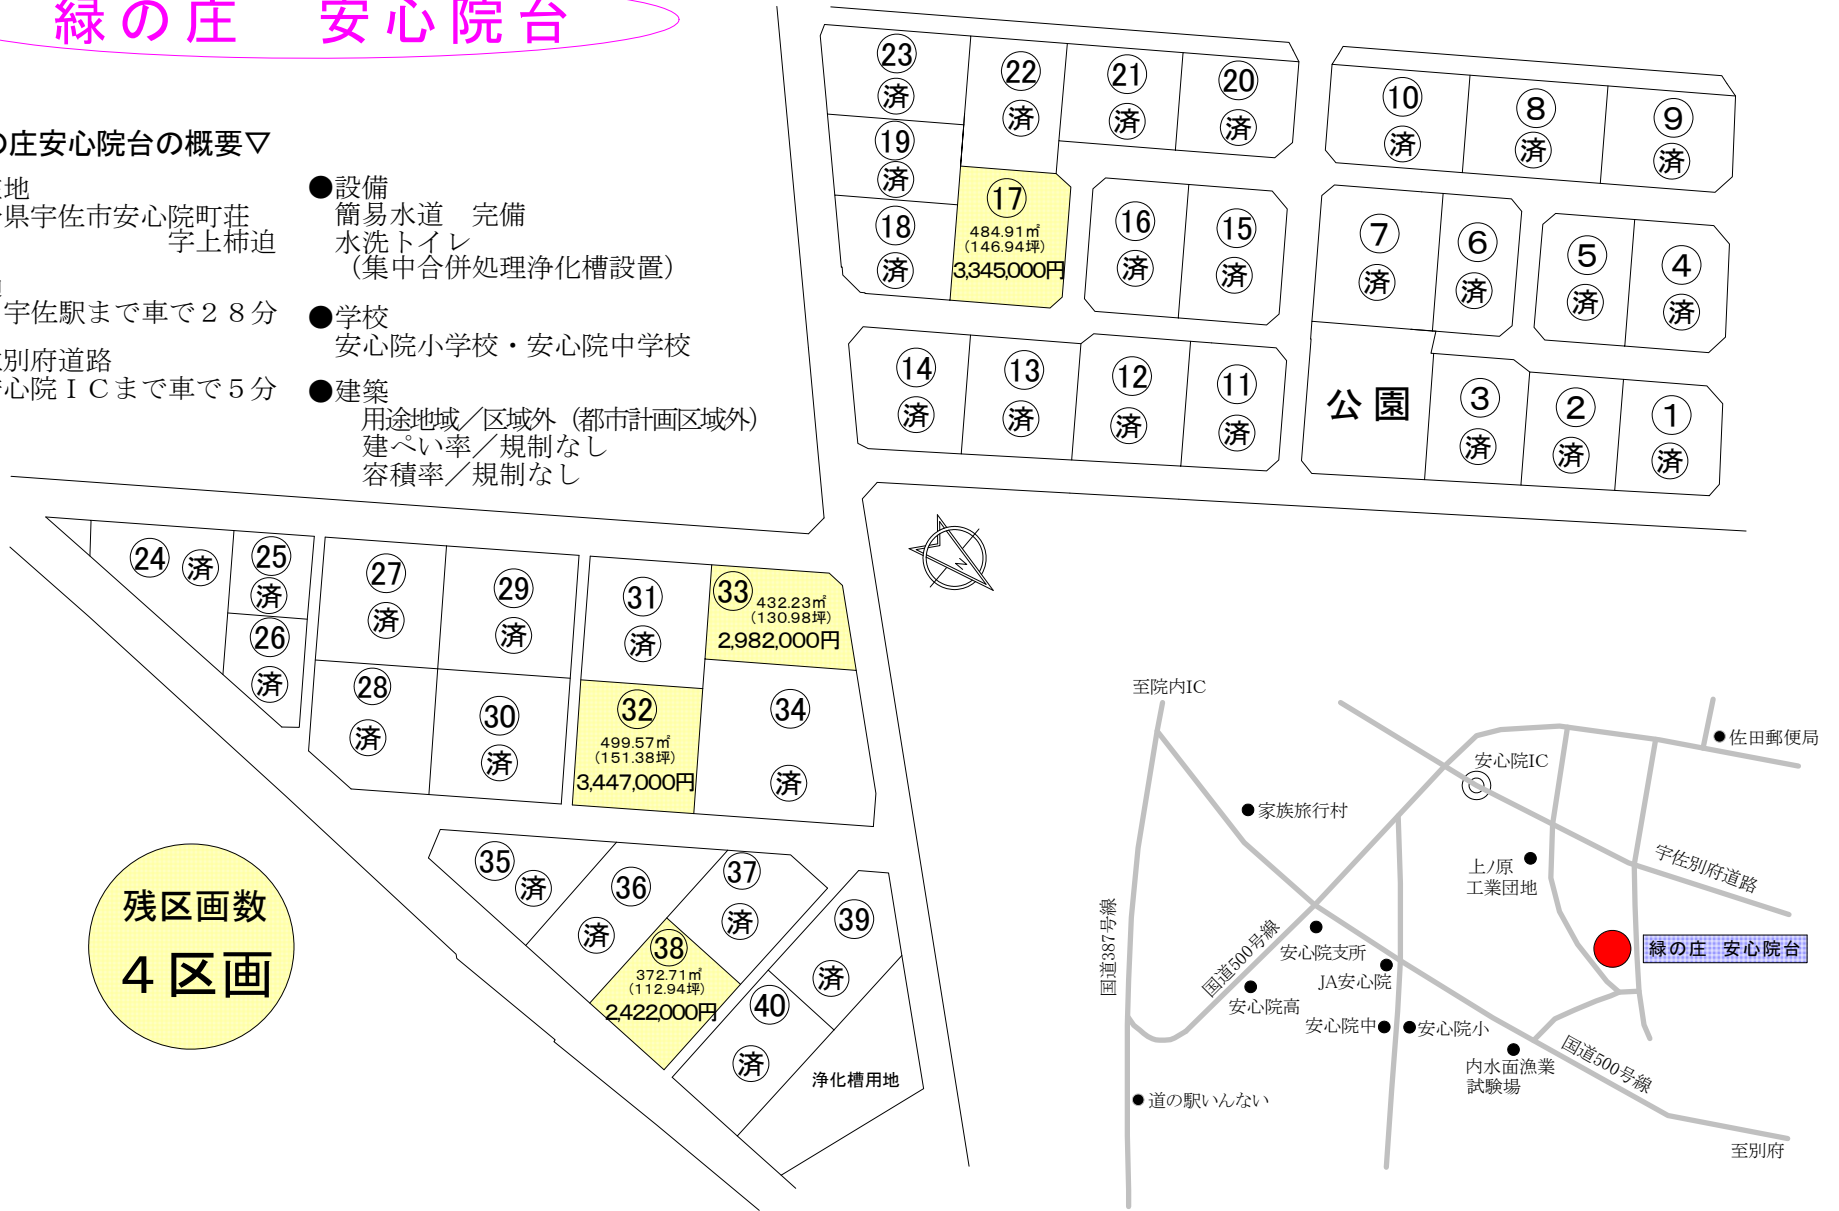 緑の庄　安心院台
の庄安心院台の概要▽
地
県宇佐市安心院町荘
字上柿迫
宇佐駅まで車で２８分
別府道路
心院ＩＣまで車で５分
●設備
簡易水道　完備
水洗トイレ
（集中合併処理浄化槽設置）
●学校
安心院小学校・安心院中学校
●建築
用途地域／区域外（都市計画区域外）
建ぺい率／規制なし
容積率／規制なし
㉓
済
㉒
済
㉑
済
⑳
済
⑲
済
⑱
済
⑰
484.91㎡
(146.94坪)
3,345,000円
⑯
済
⑮
済
⑩
済
⑧
済
⑨
済
⑦
済
⑥
済
⑤
済
④
済
⑭
済
⑬
済
⑫
済
⑪
済
公園
③
済
②
済
①
済
㉔ 済
㉕
済
㉖
済
㉗
済
㉙
済
㉘
済
㉚
済
㉛
済
㉝
432.23㎡
(130.98坪)
2,982,000円
㉜
499.57㎡
(151.38坪)
3,447,000円
㉞
済
N
㉟
済
㊱
済
㊲
済
㊳
372.71㎡
(112.94坪)
2,422,000円
㊴
済
㊵
済
浄化槽用地
残区画数
４区画
至院内IC
佐田郵便局
安心院IC
家族旅行村
上ﾉ原
工業団地
宇佐別府道路
国道387号線
国道500号線
安心院支所
JA安心院
安心院高
安心院中
安心院小
緑の庄　安心院台
内水面漁業
試験場
国道500号線
道の駅いんない
至別府